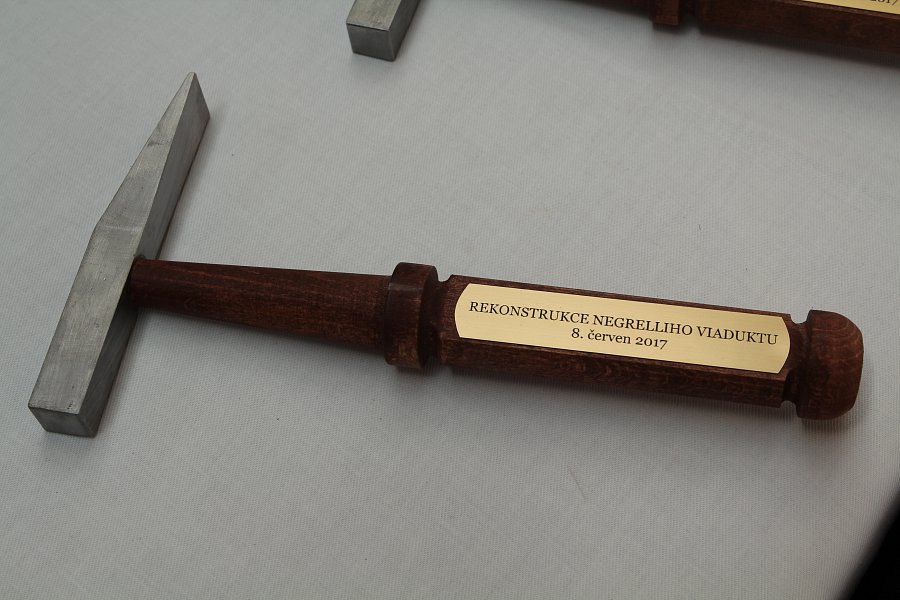 REKONSTRUKCE NEGRELLIHO VIADUKTU
8. červen 2017